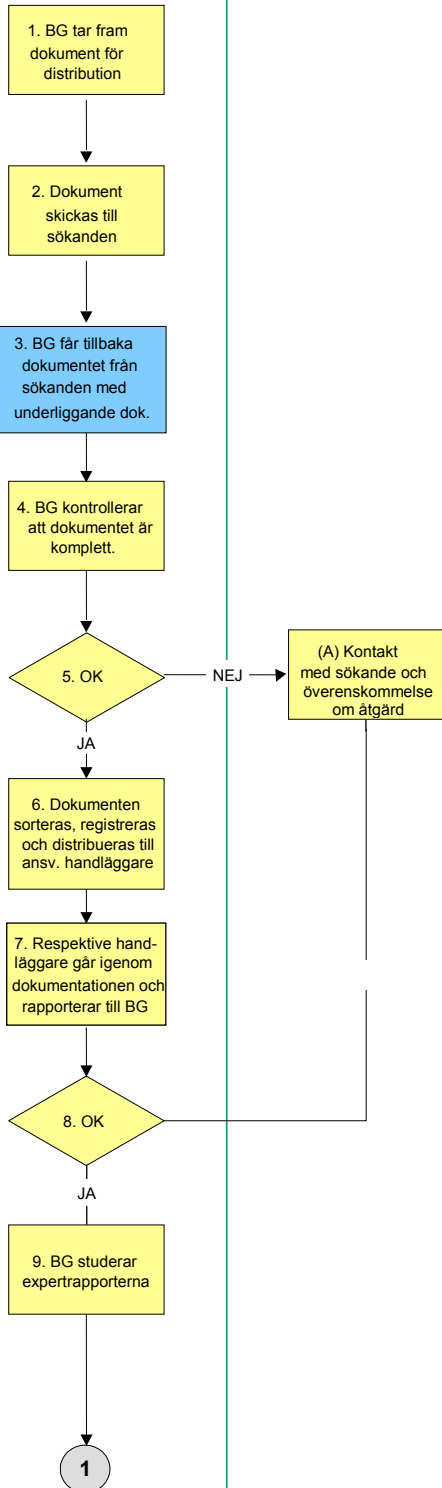 1. BG tar fram
dokument för
distribution
2. Dokument
skickas till
sökanden
3. BG får tillbaka
dokumentet från
sökanden med
underliggande dok.
4. BG kontrollerar
att dokumentet är
komplett.
5. OK
NEJ
(A) Kontakt
med sökande och
överenskommelse
om åtgärd
JA
6. Dokumenten
sorteras, registreras
och distribueras till
ansv. handläggare
7. Respektive hand-
läggare går igenom
dokumentationen och
rapporterar till BG
8. OK
JA
9. BG studerar
expertrapporterna
1